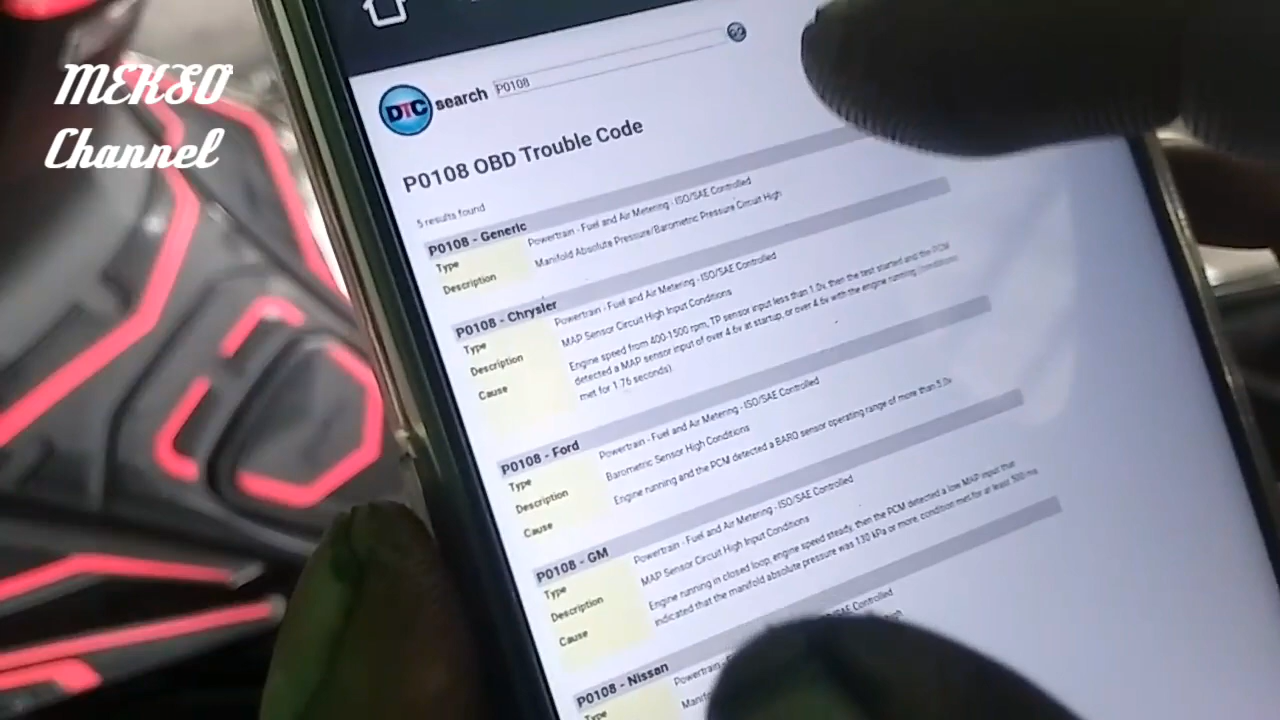 MEKSO
Channel
DTC search P0108
P0108 OBD Trouble Code
5 results found
P0108 - Generic
Type Powertrain - Fuel and Air Metering - ISO/SAE Controlled
Description Manifold Absolute Pressure/Barometric Pressure Circuit High
P0108 - Chrysler
Type Powertrain - Fuel and Air Metering - ISO/SAE Controlled
Description MAP Sensor Circuit High Input Conditions
Cause Engine speed from 400-1500 rpm, TP sensor input less than 1.0v, then the test started and the PCM
detected a MAP sensor input of over 4.6v at startup, or over 4.6v with the engine running (conditions
met for 1.76 seconds).
P0108 - Ford
Type Powertrain - Fuel and Air Metering - ISO/SAE Controlled
Description Barometric Sensor High Conditions
Cause Engine running and the PCM detected a BARO sensor operating range of more than 5.0v
P0108 - GM
Type Powertrain - Fuel and Air Metering - ISO/SAE Controlled
Description MAP Sensor Circuit High Input Conditions
Cause Engine running in closed loop, engine speed steady, then the PCM detected a low MAP input that
indicated that the manifold absolute pressure was 130 kPa or more, condition met for at least 500 ms
P0108 - Nissan
Type Powertrain - /SAE Controlled